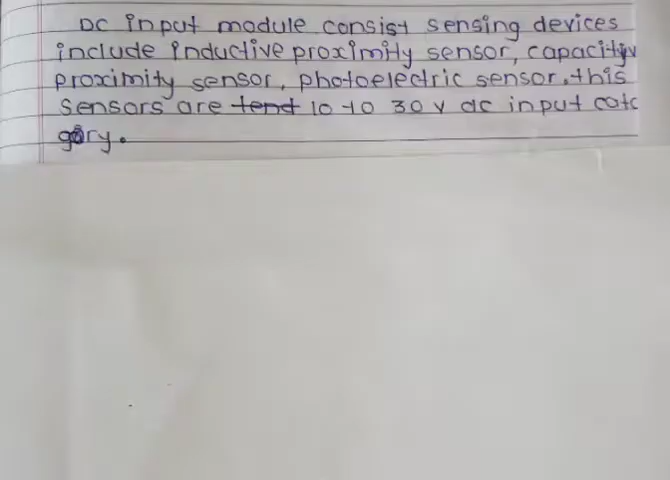 DC input module consist sensing devices
include inductive proximity sensor, capacitiv
proximity sensor, photoelectric sensor. this
sensors are tend 10 to 30 v dc input cate
gory.